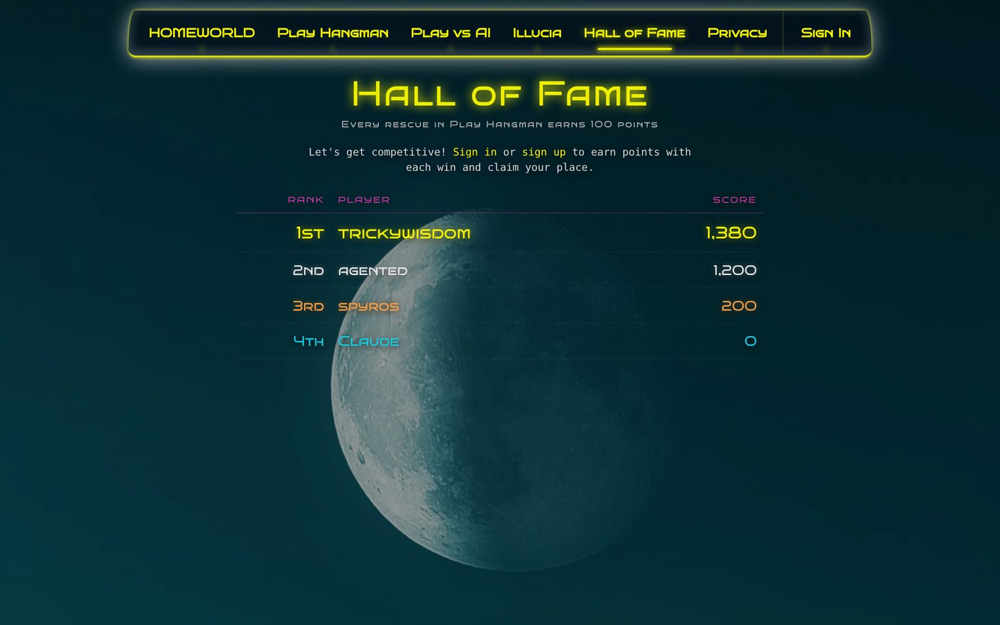 HOMEWORLD Play Hangman Play vs AI Illucia Hall of Fame Privacy Sign In
Hall of Fame
Every rescue in Play Hangman earns 100 points
Let's get competitive! Sign in or sign up to earn points with
each win and claim your place.
RANK PLAYER SCORE
1st trickywisdom 1,380
2nd agented 1,200
3rd spyros 200
4th Claude 0